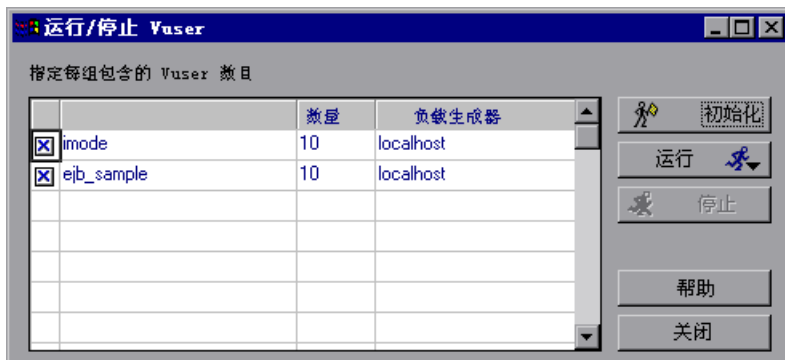 运行/停止 Vuser
指定每组包含的 Vuser 数目
数量 负载生成器
imode 10 localhost
ejb_sample 10 localhost
初始化
运行
停止
帮助
关闭